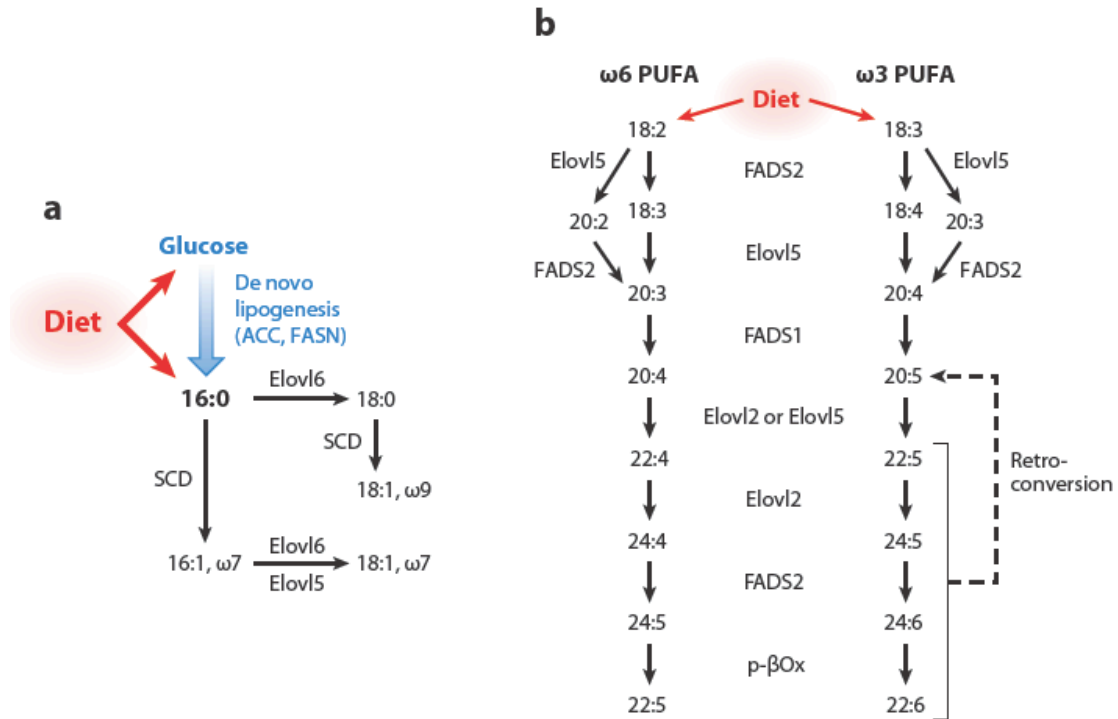 a
Glucose
Diet
De novo
lipogenesis
(ACC, FASN)
16:0
Elovl6
18:0
SCD
SCD
18:1, ω9
16:1, ω7
Elovl6
Elovl5
18:1, ω7
b
ω6 PUFA
Diet
ω3 PUFA
18:2
18:3
Elovl5
FADS2
Elovl5
20:2
18:3
18:4
20:3
FADS2
Elovl5
FADS2
20:3
20:4
FADS1
20:4
20:5
Elovl2 or Elovl5
22:4
22:5
Retro-
conversion
Elovl2
24:4
24:5
FADS2
24:5
24:6
p-βOx
22:5
22:6